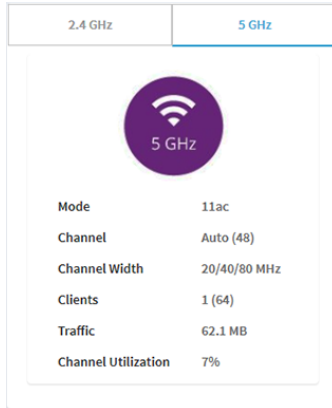 2.4 GHz 5 GHz
5 GHz
Mode 11ac
Channel Auto (48)
Channel Width 20/40/80 MHz
Clients 1 (64)
Traffic 62.1 MB
Channel Utilization 7%